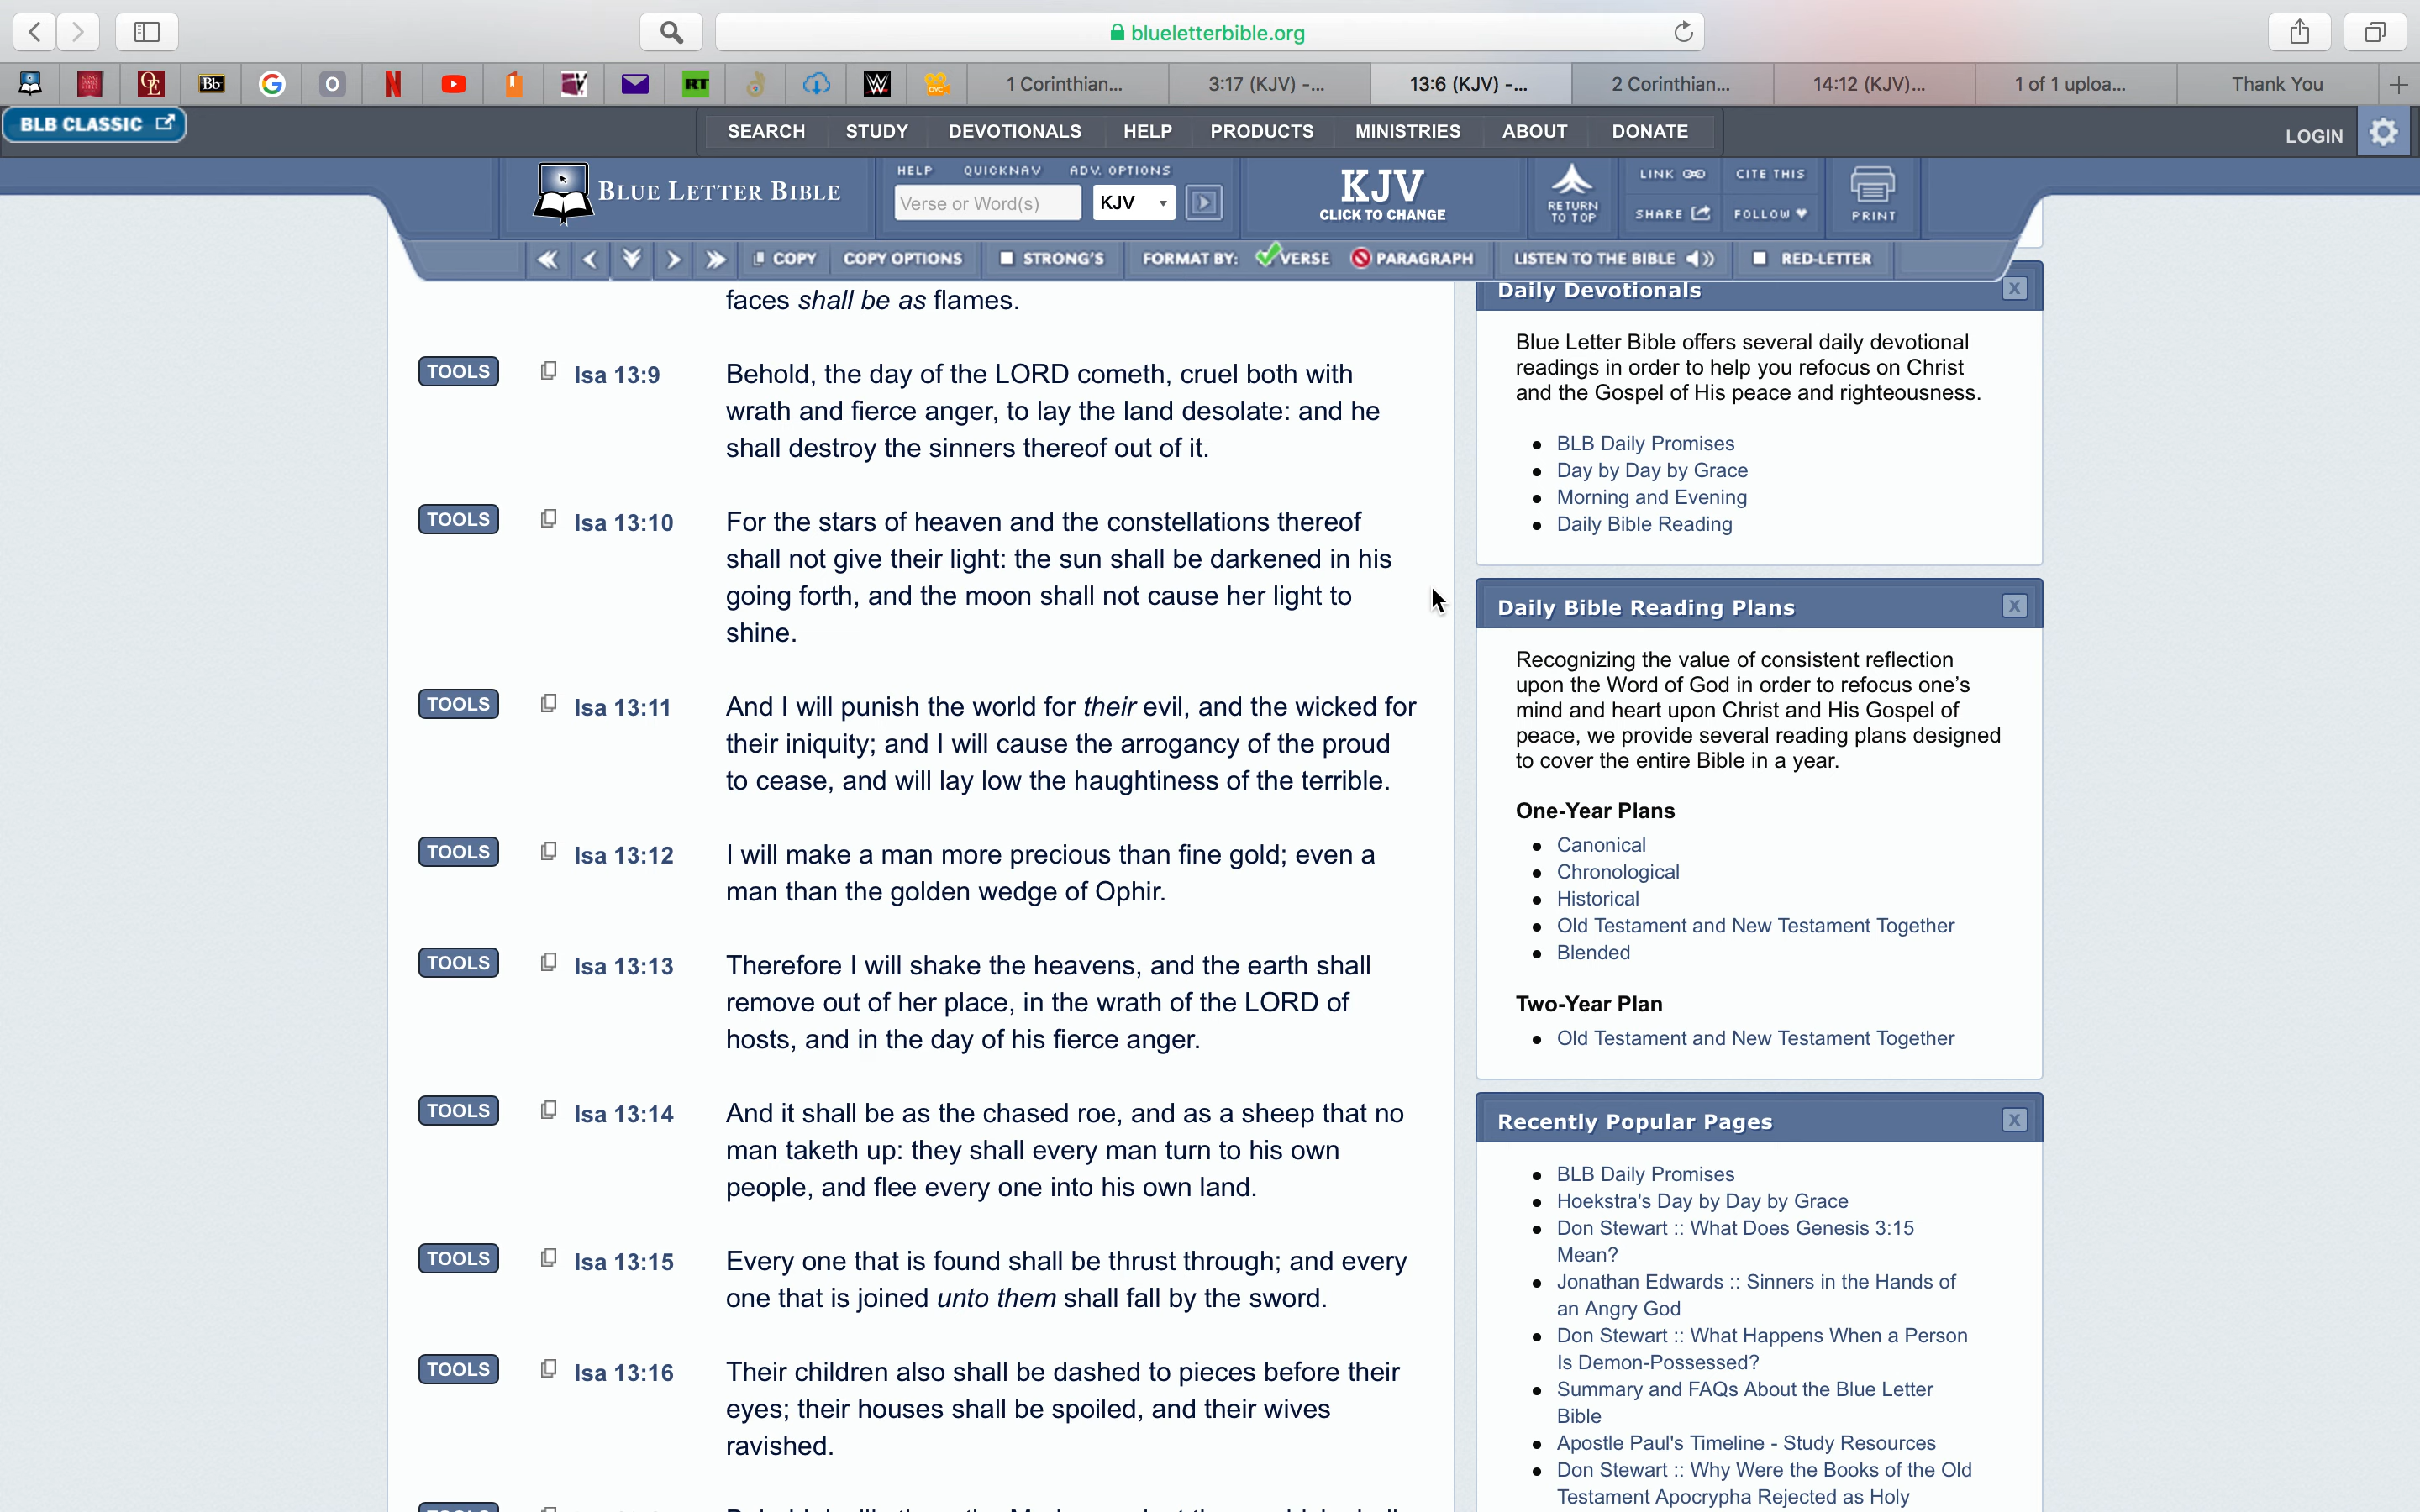 blueletterbible.org
Bb
O
N
RT
W
1 Corinthian...
3:17 (KJV) -...
13:6 (KJV) -...
2 Corinthian...
14:12 (KJV)...
1 of 1 uploa...
Thank You
BLB CLASSIC
SEARCH STUDY DEVOTIONALS HELP PRODUCTS MINISTRIES ABOUT DONATE
LOGIN
BLUE LETTER BIBLE
HELP QUICKNAV ADV. OPTIONS
Verse or Word(s) KJV
KJV
CLICK TO CHANGE
RETURN
TO TOP
LINK CITE THIS
SHARE FOLLOW
PRINT
COPY COPY OPTIONS STRONG'S FORMAT BY: VERSE PARAGRAPH LISTEN TO THE BIBLE RED-LETTER
faces shall be as flames.
TOOLS Isa 13:9 Behold, the day of the LORD cometh, cruel both with
wrath and fierce anger, to lay the land desolate: and he
shall destroy the sinners thereof out of it.
TOOLS Isa 13:10 For the stars of heaven and the constellations thereof
shall not give their light: the sun shall be darkened in his
going forth, and the moon shall not cause her light to
shine.
TOOLS Isa 13:11 And I will punish the world for their evil, and the wicked for
their iniquity; and I will cause the arrogancy of the proud
to cease, and will lay low the haughtiness of the terrible.
TOOLS Isa 13:12 I will make a man more precious than fine gold; even a
man than the golden wedge of Ophir.
TOOLS Isa 13:13 Therefore I will shake the heavens, and the earth shall
remove out of her place, in the wrath of the LORD of
hosts, and in the day of his fierce anger.
TOOLS Isa 13:14 And it shall be as the chased roe, and as a sheep that no
man taketh up: they shall every man turn to his own
people, and flee every one into his own land.
TOOLS Isa 13:15 Every one that is found shall be thrust through; and every
one that is joined unto them shall fall by the sword.
TOOLS Isa 13:16 Their children also shall be dashed to pieces before their
eyes; their houses shall be spoiled, and their wives
ravished.
Daily Devotionals X
Blue Letter Bible offers several daily devotional
readings in order to help you refocus on Christ
and the Gospel of His peace and righteousness.
BLB Daily Promises
Day by Day by Grace
Morning and Evening
Daily Bible Reading
Daily Bible Reading Plans X
Recognizing the value of consistent reflection
upon the Word of God in order to refocus one's
mind and heart upon Christ and His Gospel of
peace, we provide several reading plans designed
to cover the entire Bible in a year.
One-Year Plans
Canonical
Chronological
Historical
Old Testament and New Testament Together
Blended
Two-Year Plan
Old Testament and New Testament Together
Recently Popular Pages X
BLB Daily Promises
Hoekstra's Day by Day by Grace
Don Stewart :: What Does Genesis 3:15
Mean?
Jonathan Edwards :: Sinners in the Hands of
an Angry God
Don Stewart :: What Happens When a Person
Is Demon-Possessed?
Summary and FAQs About the Blue Letter
Bible
Apostle Paul's Timeline - Study Resources
Don Stewart :: Why Were the Books of the Old
Testament Apocrypha Rejected as Holy